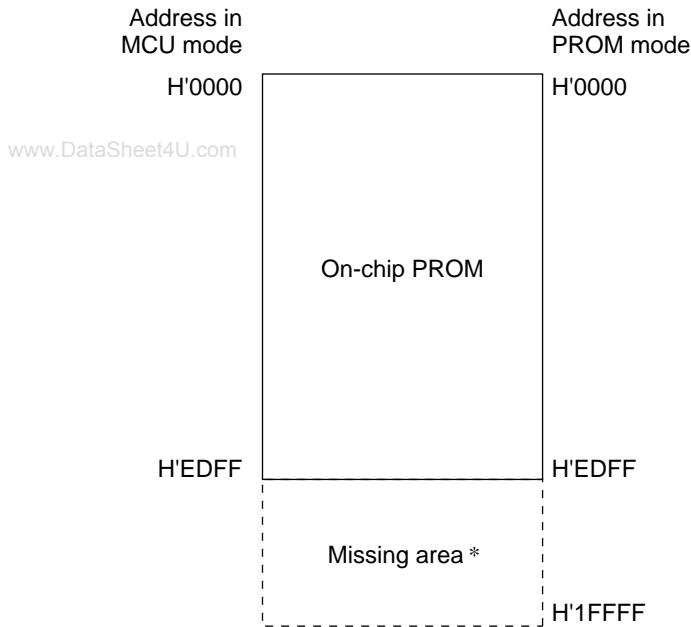 Address in
MCU mode
Address in
PROM mode
H'0000
H'0000
www.DataSheet4U.com
On-chip PROM
H'EDFF
H'EDFF
Missing area *
H'1FFFF